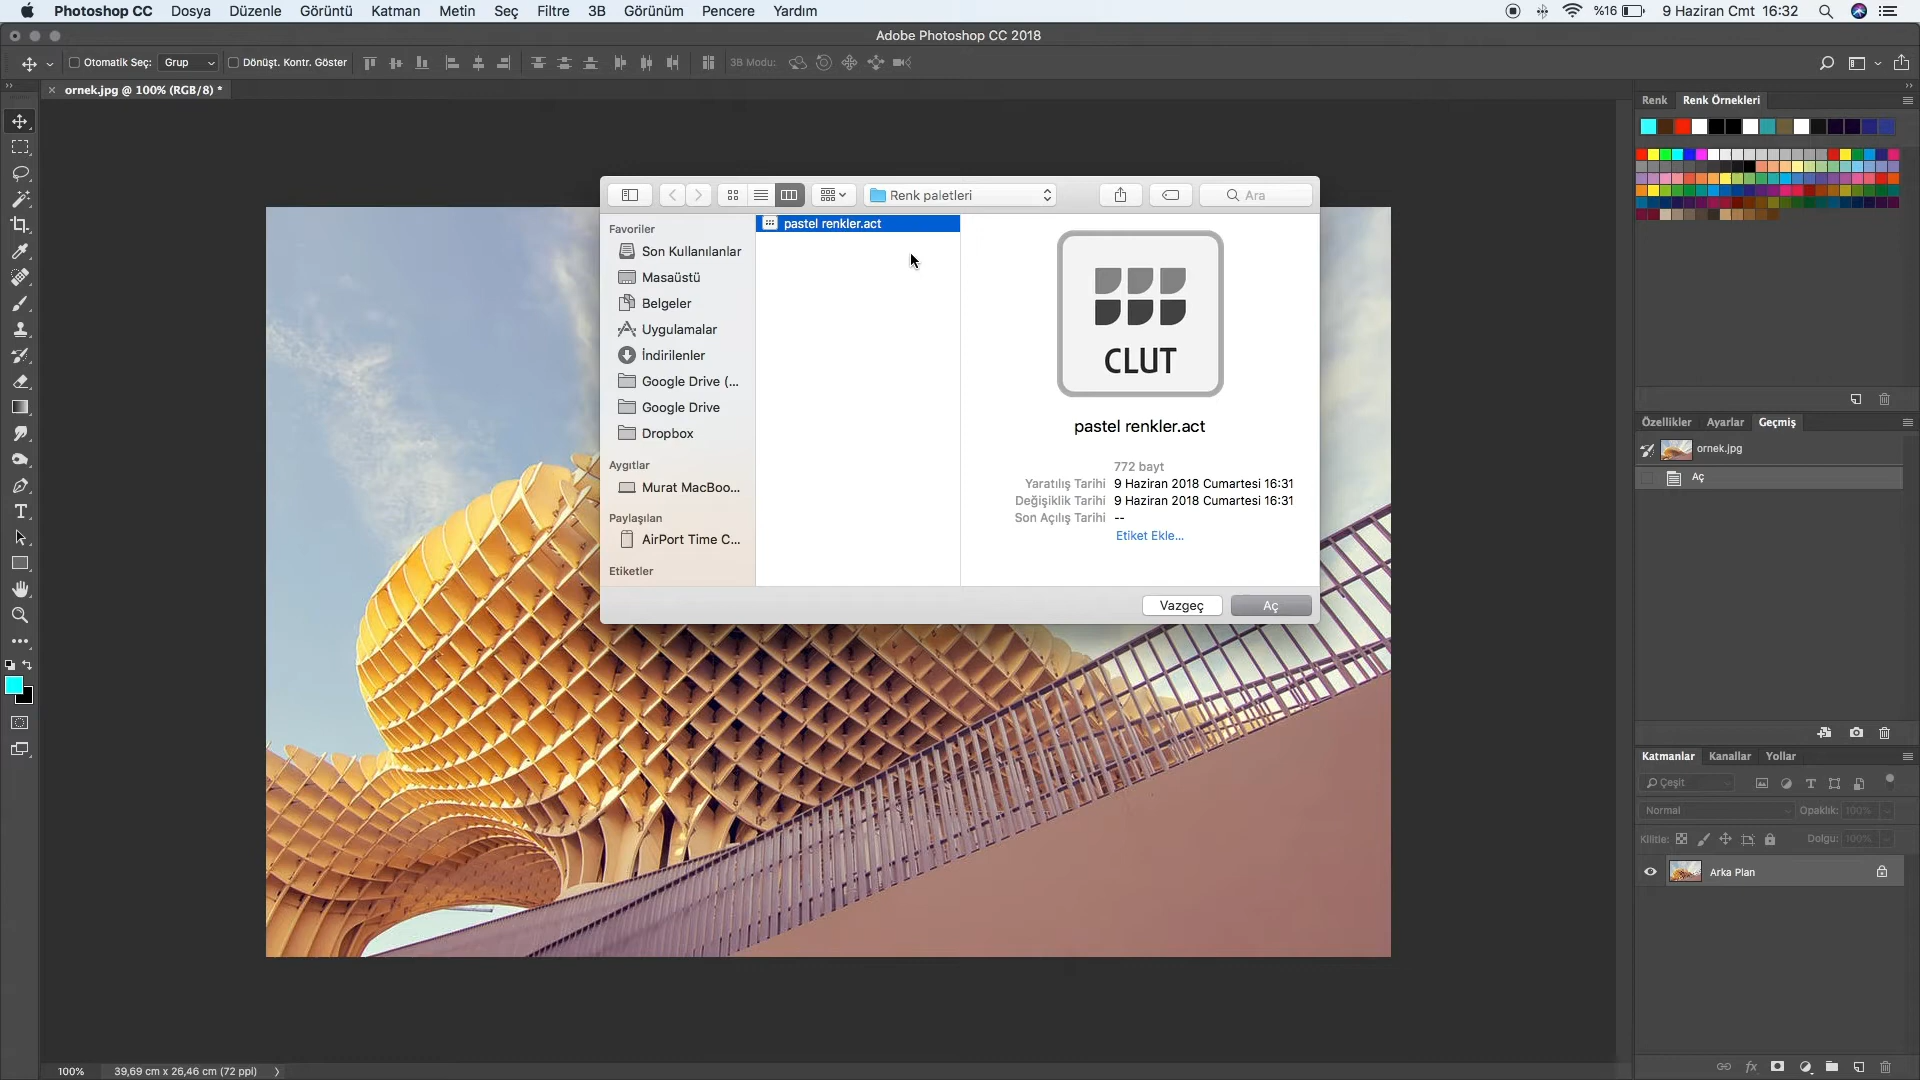 Photoshop CC Dosya Düzenle Görüntü Katman Metin Seç Filtre 3B Görünüm Pencere Yardım %16 9 Haziran Cmt 16:32
Adobe Photoshop CC 2018
Otomatik Seç: Grup Dönüşt. Kontr. Göster 3B Modu:
ornek.jpg @ 100% (RGB/8) *
Renk Renk Örnekleri
Renk paletleri
Ara
Favoriler
Son Kullanılanlar
Masaüstü
Belgeler
Uygulamalar
İndirilenler
Google Drive (...
Google Drive
Dropbox
Aygıtlar
Murat MacBoo...
Paylaşılan
AirPort Time C...
Etiketler
pastel renkler.act
CLUT
pastel renkler.act
772 bayt
Yaratılış Tarihi 9 Haziran 2018 Cumartesi 16:31
Değişiklik Tarihi 9 Haziran 2018 Cumartesi 16:31
Son Açılış Tarihi --
Etiket Ekle...
Vazgeç Aç
Özellikler Ayarlar Geçmiş
ornek.jpg
Aç
Katmanlar Kanallar Yollar
Çeşit
Normal Opaklık: 100%
Kilitle: Dolgu: 100%
Arka Plan
fx
100% 39,69 cm x 26,46 cm (72 ppi)